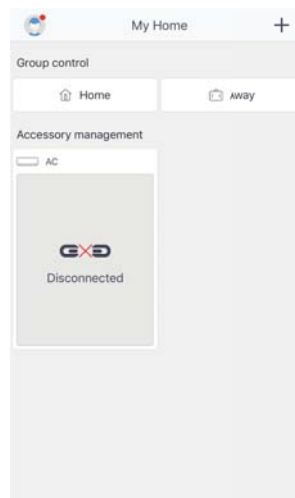 My Home
Group control
Home
Away
Accessory management
AC
Disconnected